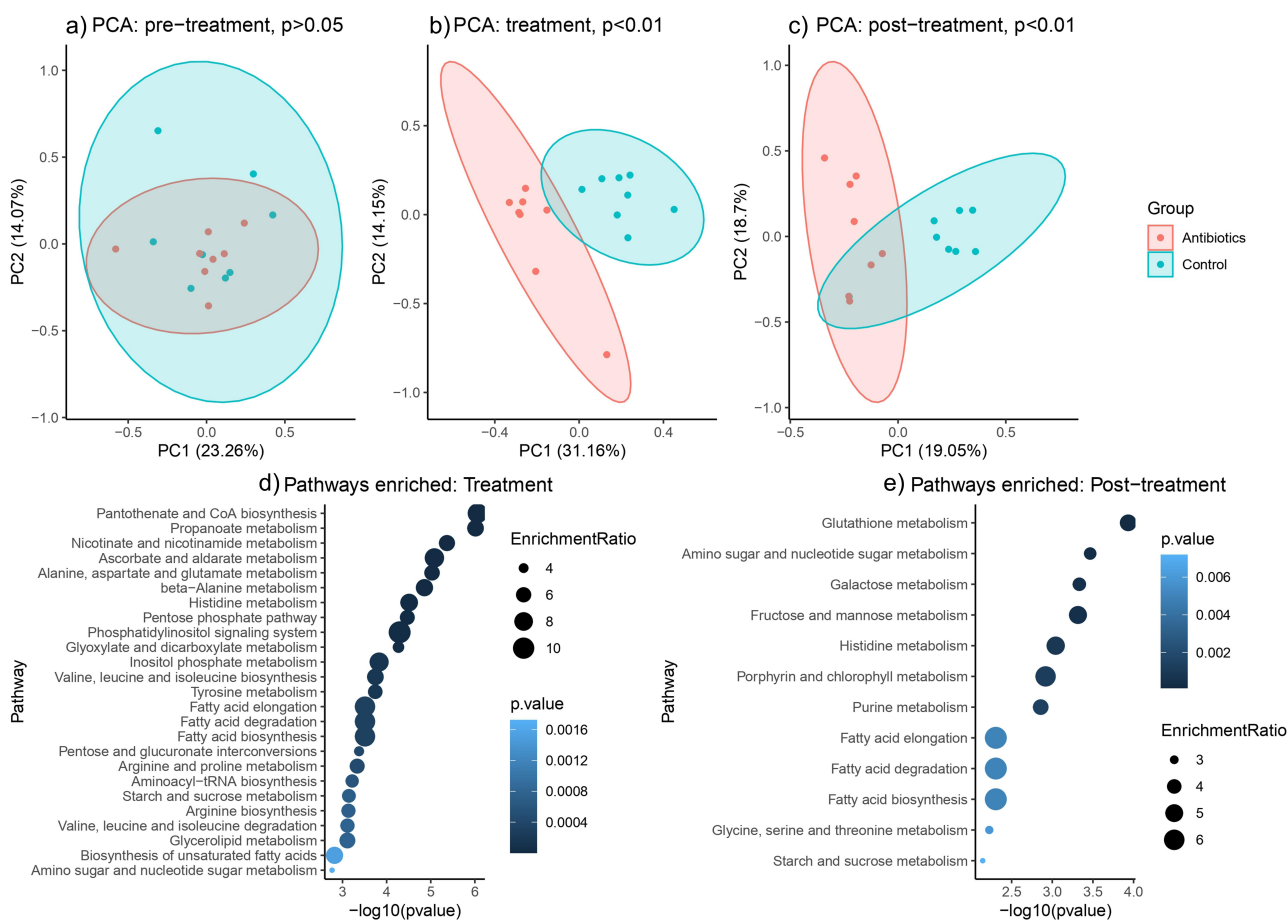 a) PCA: pre−treatment, p>0.05
PC2 (14.07%)
1.0
0.5
0.0
−0.5
−1.0
−0.5 0.0 0.5
PC1 (23.26%)
b) PCA: treatment, p<0.01
PC2 (14.15%)
0.5
0.0
−0.5
−1.0
−0.4 0.0 0.4
PC1 (31.16%)
c) PCA: post−treatment, p<0.01
PC2 (18.7%)
1.0
0.5
0.0
−0.5
−1.0
−0.5 0.0 0.5
PC1 (19.05%)
Group
Antibiotics
Control
d) Pathways enriched: Treatment
Pathway
Pantothenate and CoA biosynthesis
Propanoate metabolism
Nicotinate and nicotinamide metabolism
Ascorbate and aldarate metabolism
Alanine, aspartate and glutamate metabolism
beta−Alanine metabolism
Histidine metabolism
Pentose phosphate pathway
Phosphatidylinositol signaling system
Glyoxylate and dicarboxylate metabolism
Inositol phosphate metabolism
Valine, leucine and isoleucine biosynthesis
Tyrosine metabolism
Fatty acid elongation
Fatty acid degradation
Fatty acid biosynthesis
Pentose and glucuronate interconversions
Arginine and proline metabolism
Aminoacyl−tRNA biosynthesis
Starch and sucrose metabolism
Arginine biosynthesis
Valine, leucine and isoleucine degradation
Glycerolipid metabolism
Biosynthesis of unsaturated fatty acids
Amino sugar and nucleotide sugar metabolism
3 4 5 6
−log10(pvalue)
EnrichmentRatio
4
6
8
10
p.value
0.0016
0.0012
0.0008
0.0004
e) Pathways enriched: Post−treatment
Pathway
Glutathione metabolism
Amino sugar and nucleotide sugar metabolism
Galactose metabolism
Fructose and mannose metabolism
Histidine metabolism
Porphyrin and chlorophyll metabolism
Purine metabolism
Fatty acid elongation
Fatty acid degradation
Fatty acid biosynthesis
Glycine, serine and threonine metabolism
Starch and sucrose metabolism
2.5 3.0 3.5 4.0
−log10(pvalue)
p.value
0.006
0.004
0.002
EnrichmentRatio
3
4
5
6